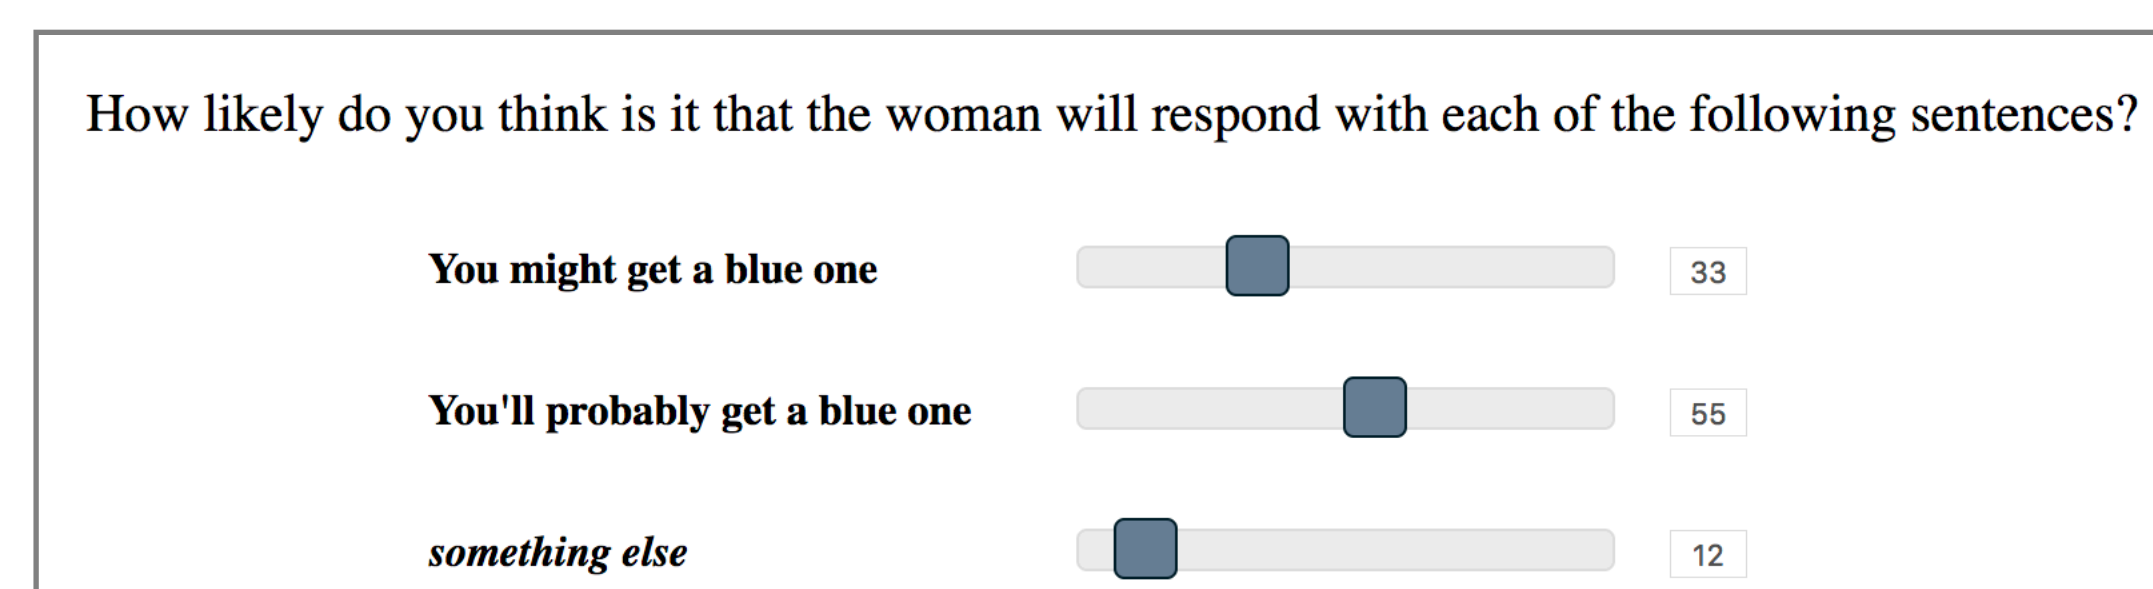 How likely do you think is it that the woman will respond with each of the following sentences?
You might get a blue one 33
You'll probably get a blue one 55
something else 12